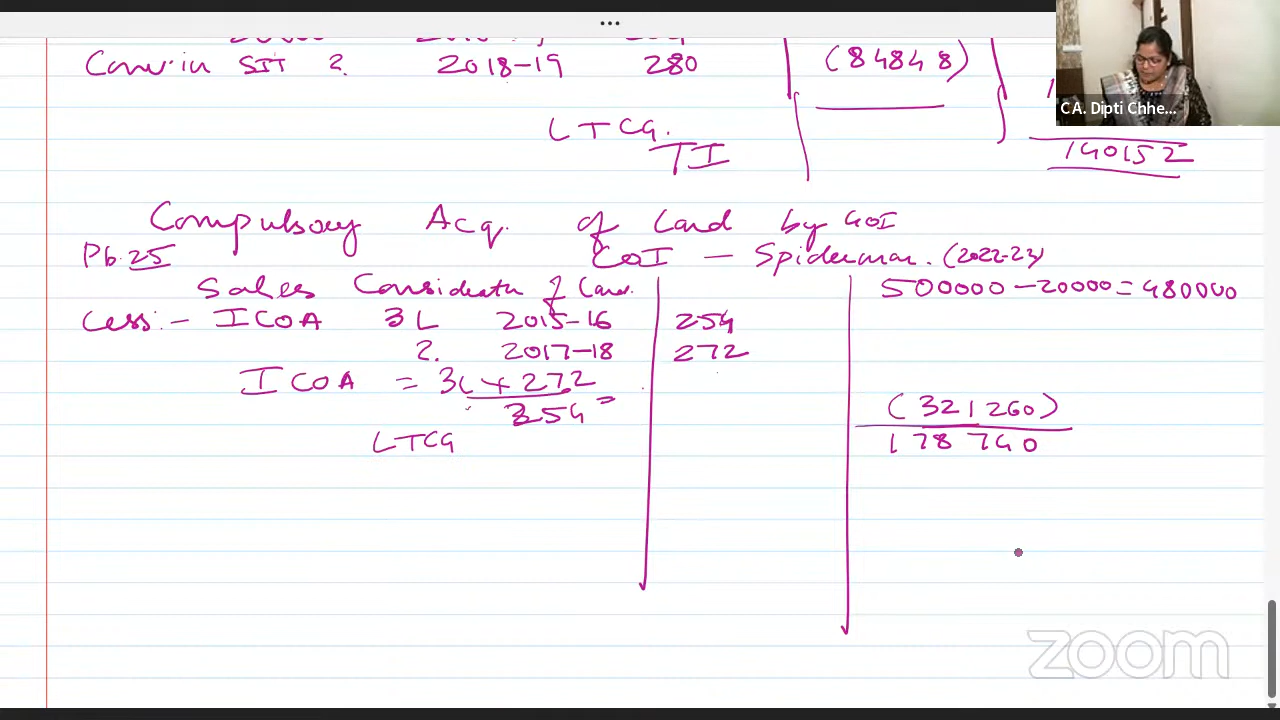 Conv. in SIT 2. 2018-19 280 (84848)
LTCG.
TI 140152
Compulsory Acq. of Land by GOI
Pb. 25 COI - Spiderman. (2022-23)
Sales Consideratn of Land. 500000 - 20000 = 480000
Less :- ICOA 3L 2015-16 254
2. 2017-18 272
ICOA = 3L × 272
254 = (321260)
LTCG 178740
CA. Dipti Chhe...
zoom